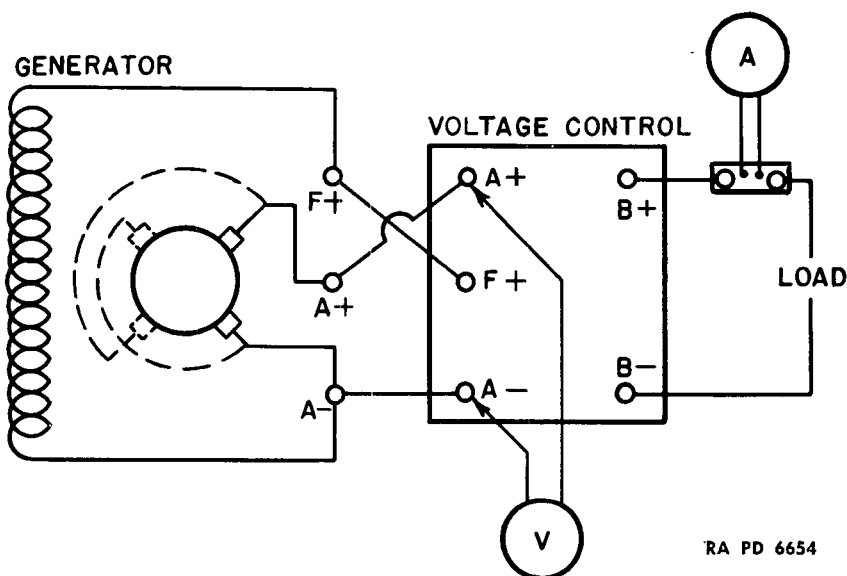 GENERATOR
A
VOLTAGE CONTROL
F+
A+
B+
A+
F+
LOAD
A-
A-
B-
V
RA PD 6654